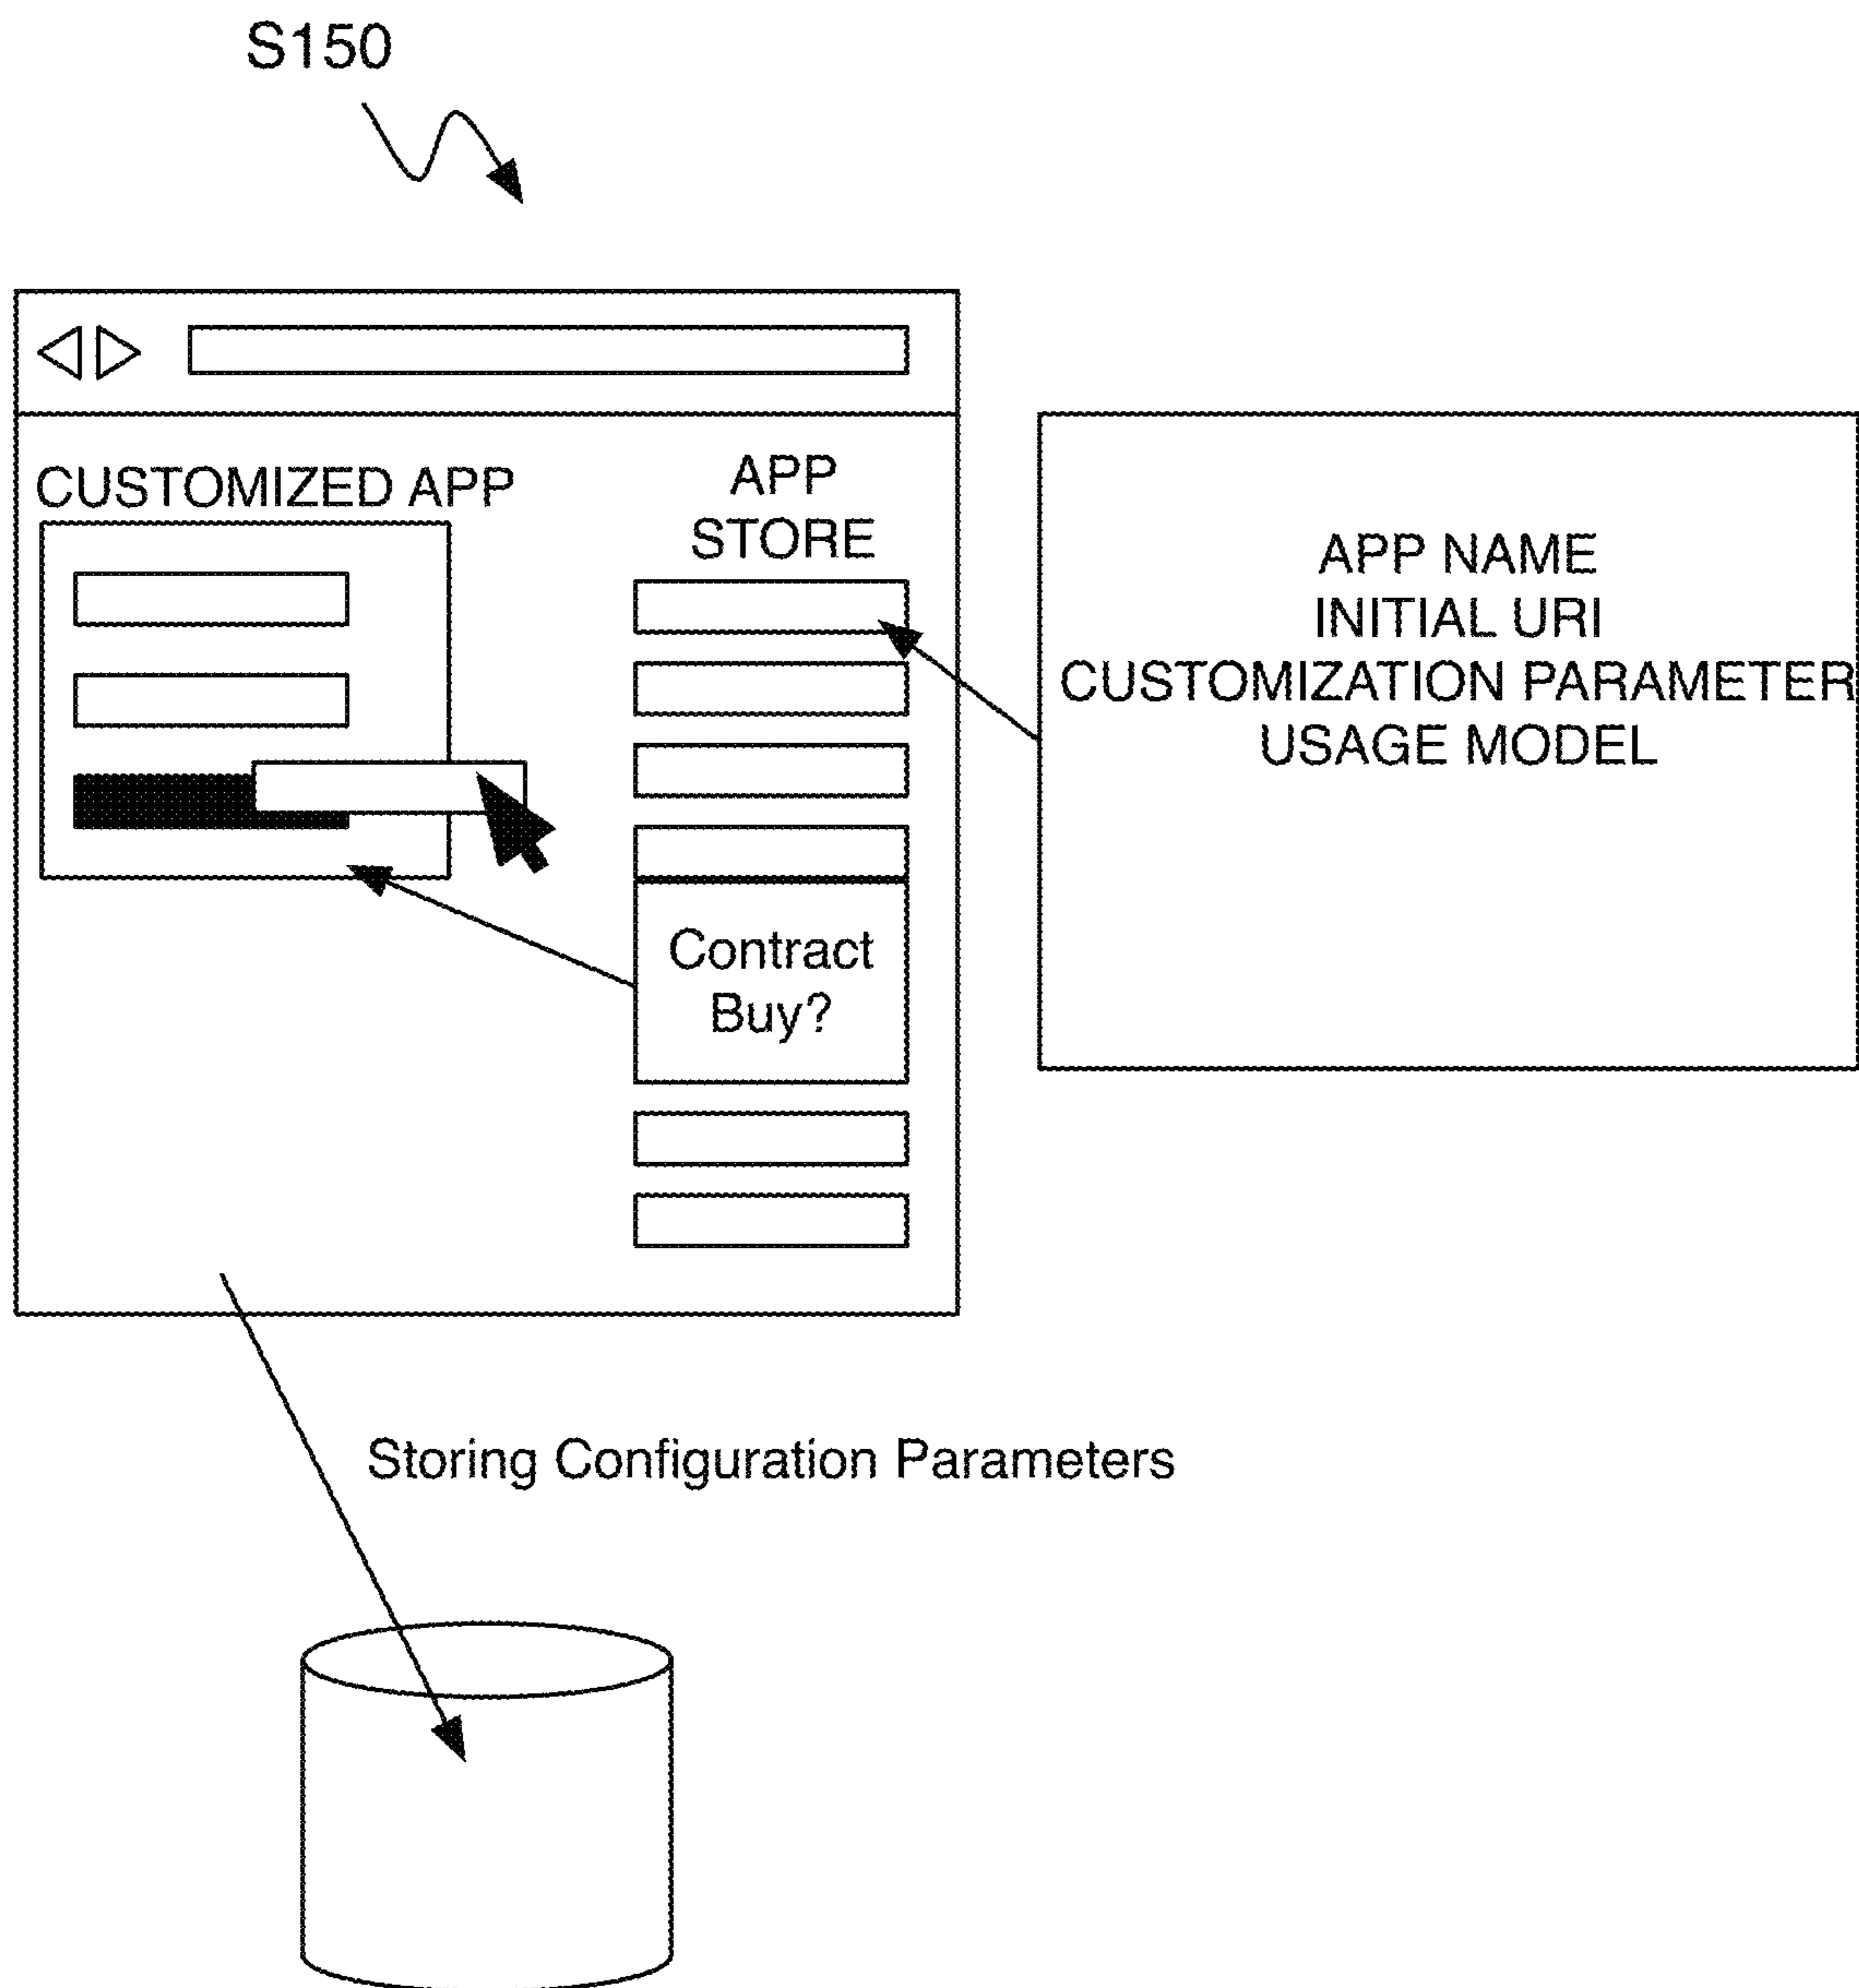 S150
CUSTOMIZED APP
APP
STORE
Contract
Buy?
APP NAME
INITIAL URI
CUSTOMIZATION PARAMETER
USAGE MODEL
Storing Configuration Parameters